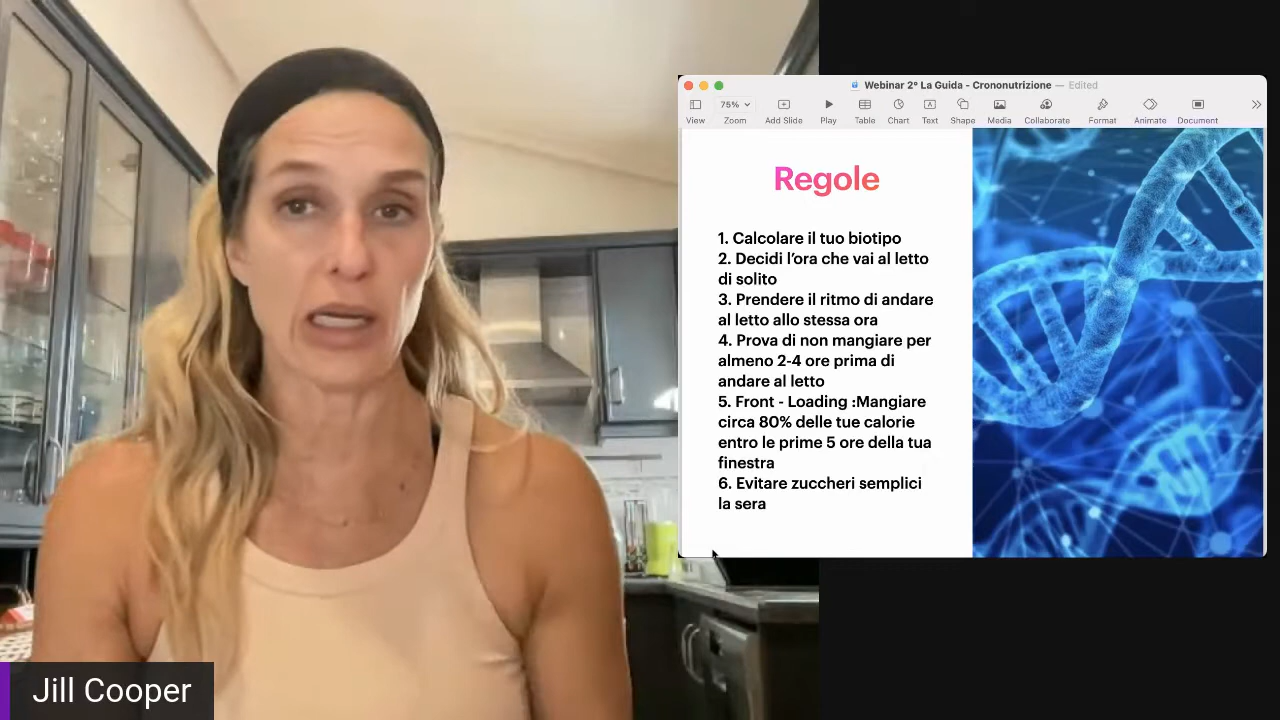 Webinar 2° La Guida - Crononutrizione — Edited
75%
View
Zoom
Add Slide
Play
Table
Chart
Text
Shape
Media
Collaborate
Format
Animate
Document
Regole
1. Calcolare il tuo biotipo
2. Decidi l’ora che vai al letto
di solito
3. Prendere il ritmo di andare
al letto allo stessa ora
4. Prova di non mangiare per
almeno 2-4 ore prima di
andare al letto
5. Front - Loading :Mangiare
circa 80% delle tue calorie
entro le prime 5 ore della tua
finestra
6. Evitare zuccheri semplici
la sera
Jill Cooper